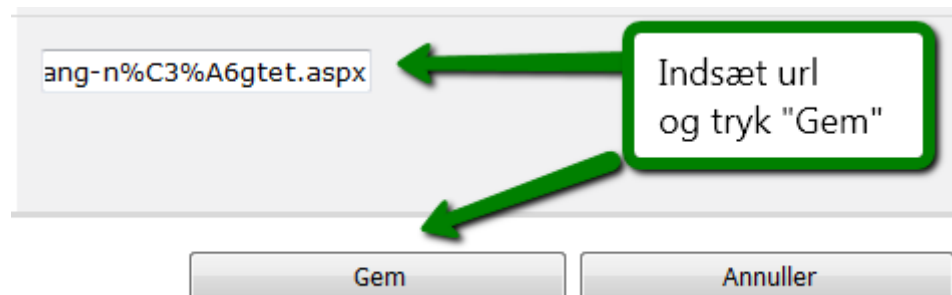 ang-n%C3%A6gtet.aspx
Indsæt url
og tryk "Gem"
Gem
Annuller